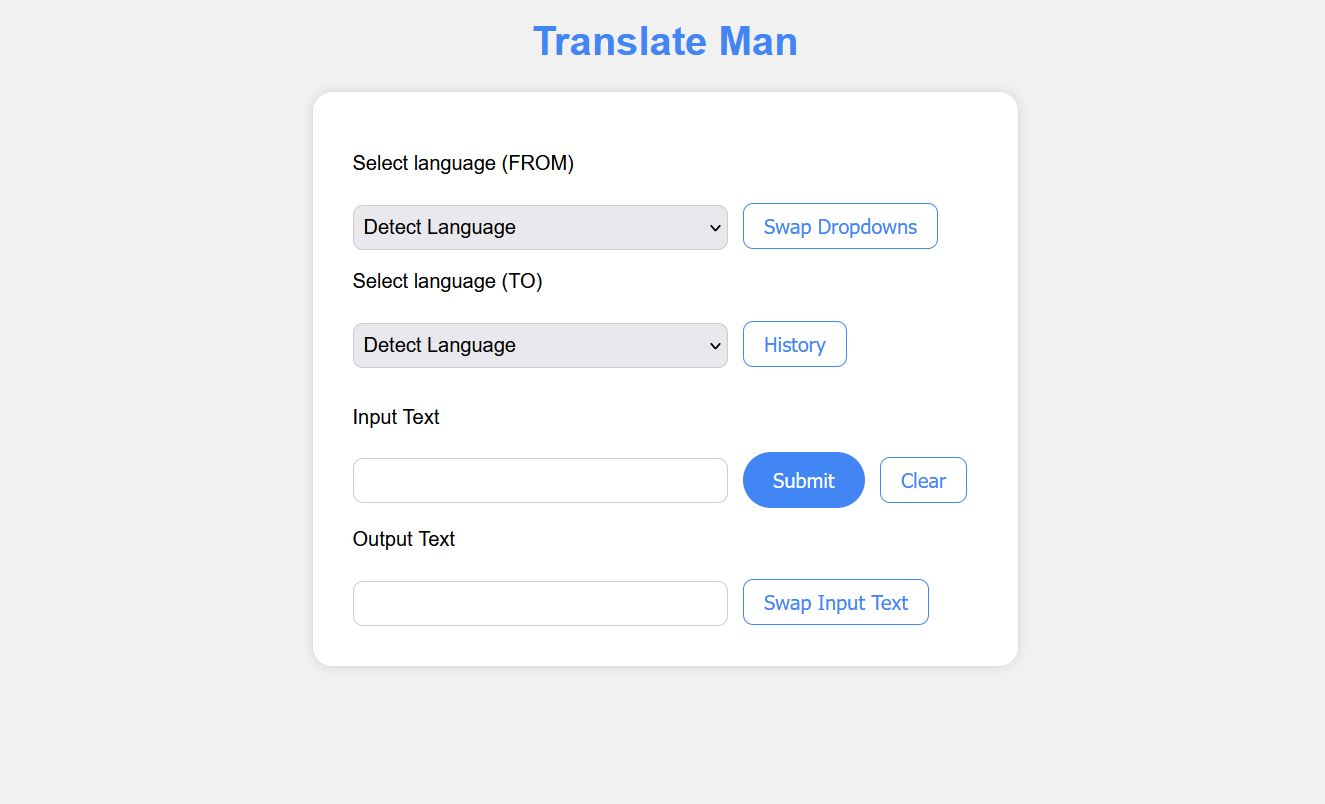 Translate Man
Select language (FROM)
Detect Language
Swap Dropdowns
Select language (TO)
Detect Language
History
Input Text
Submit
Clear
Output Text
Swap Input Text